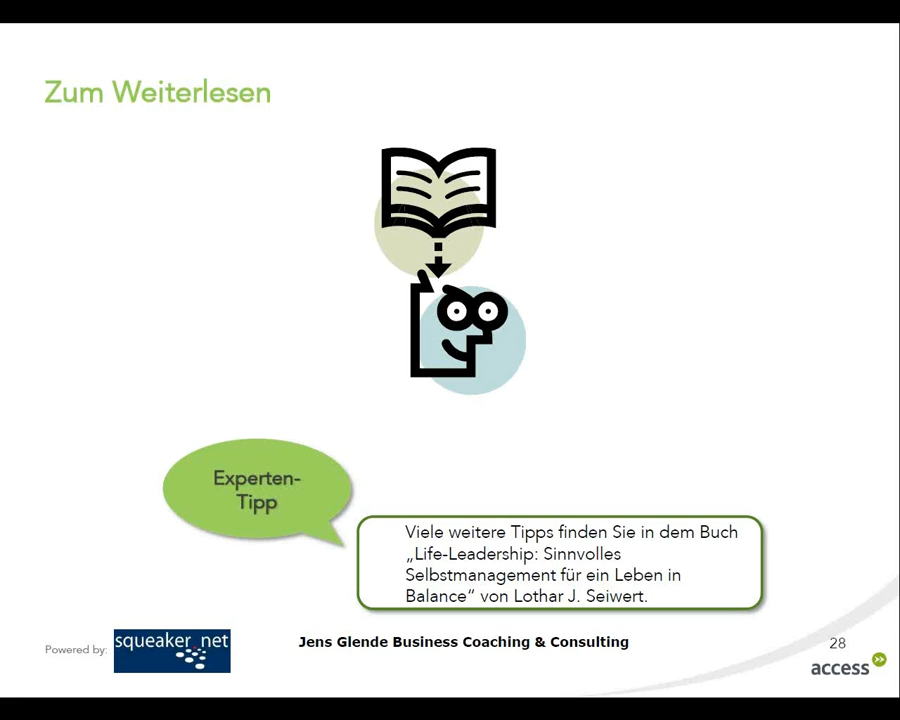 Zum Weiterlesen
Experten-
Tipp
Viele weitere Tipps finden Sie in dem Buch
„Life-Leadership: Sinnvolles
Selbstmanagement für ein Leben in
Balance“ von Lothar J. Seiwert.
Powered by:
squeaker.net
Jens Glende Business Coaching & Consulting
28
access